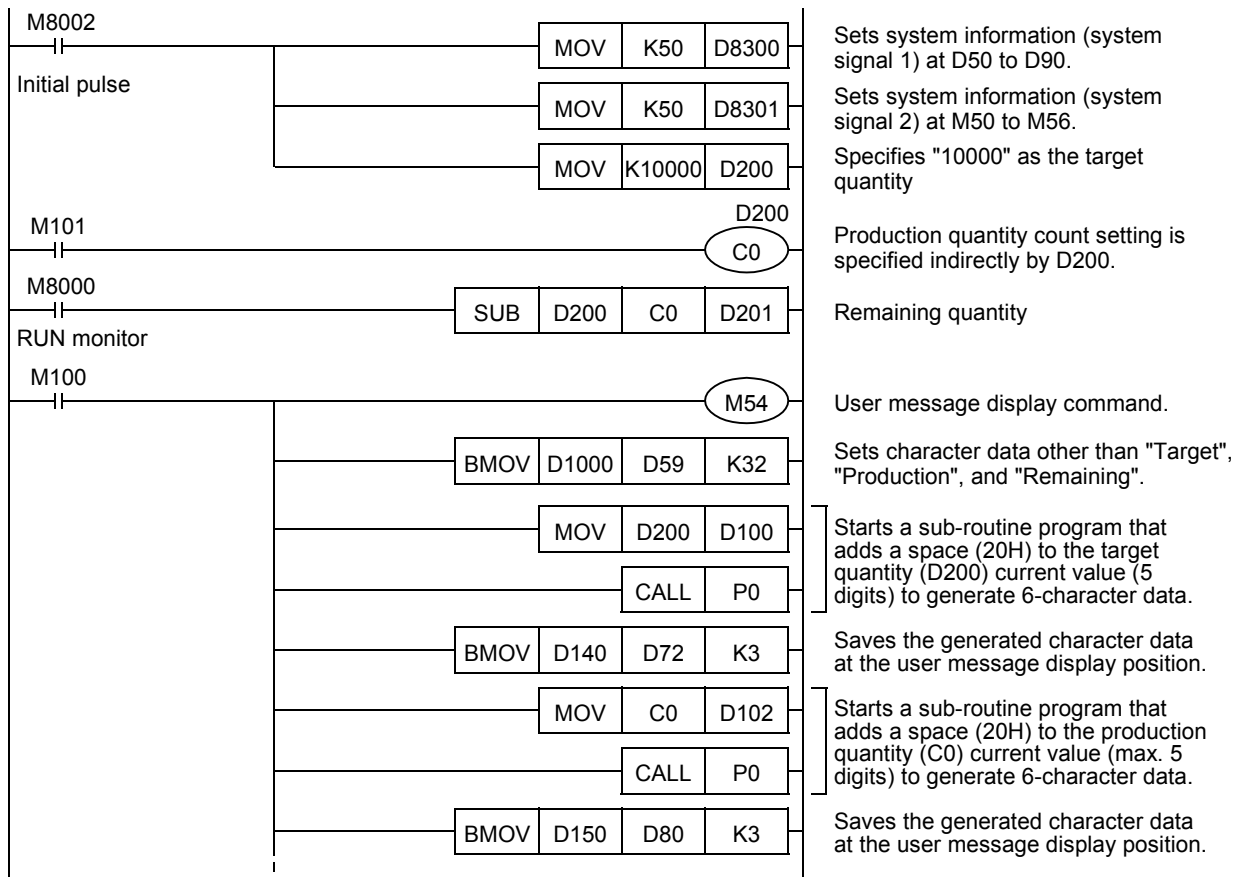 M8002
MOV K50 D8300
Sets system information (system
signal 1) at D50 to D90.
Initial pulse
MOV K50 D8301
Sets system information (system
signal 2) at M50 to M56.
MOV K10000 D200
Specifies "10000" as the target
quantity
M101
D200
C0
Production quantity count setting is
specified indirectly by D200.
M8000
SUB D200 C0 D201
Remaining quantity
RUN monitor
M100
M54
User message display command.
BMOV D1000 D59 K32
Sets character data other than "Target",
"Production", and "Remaining".
MOV D200 D100
CALL P0
Starts a sub-routine program that
adds a space (20H) to the target
quantity (D200) current value (5
digits) to generate 6-character data.
BMOV D140 D72 K3
Saves the generated character data
at the user message display position.
MOV C0 D102
CALL P0
Starts a sub-routine program that
adds a space (20H) to the production
quantity (C0) current value (max. 5
digits) to generate 6-character data.
BMOV D150 D80 K3
Saves the generated character data
at the user message display position.